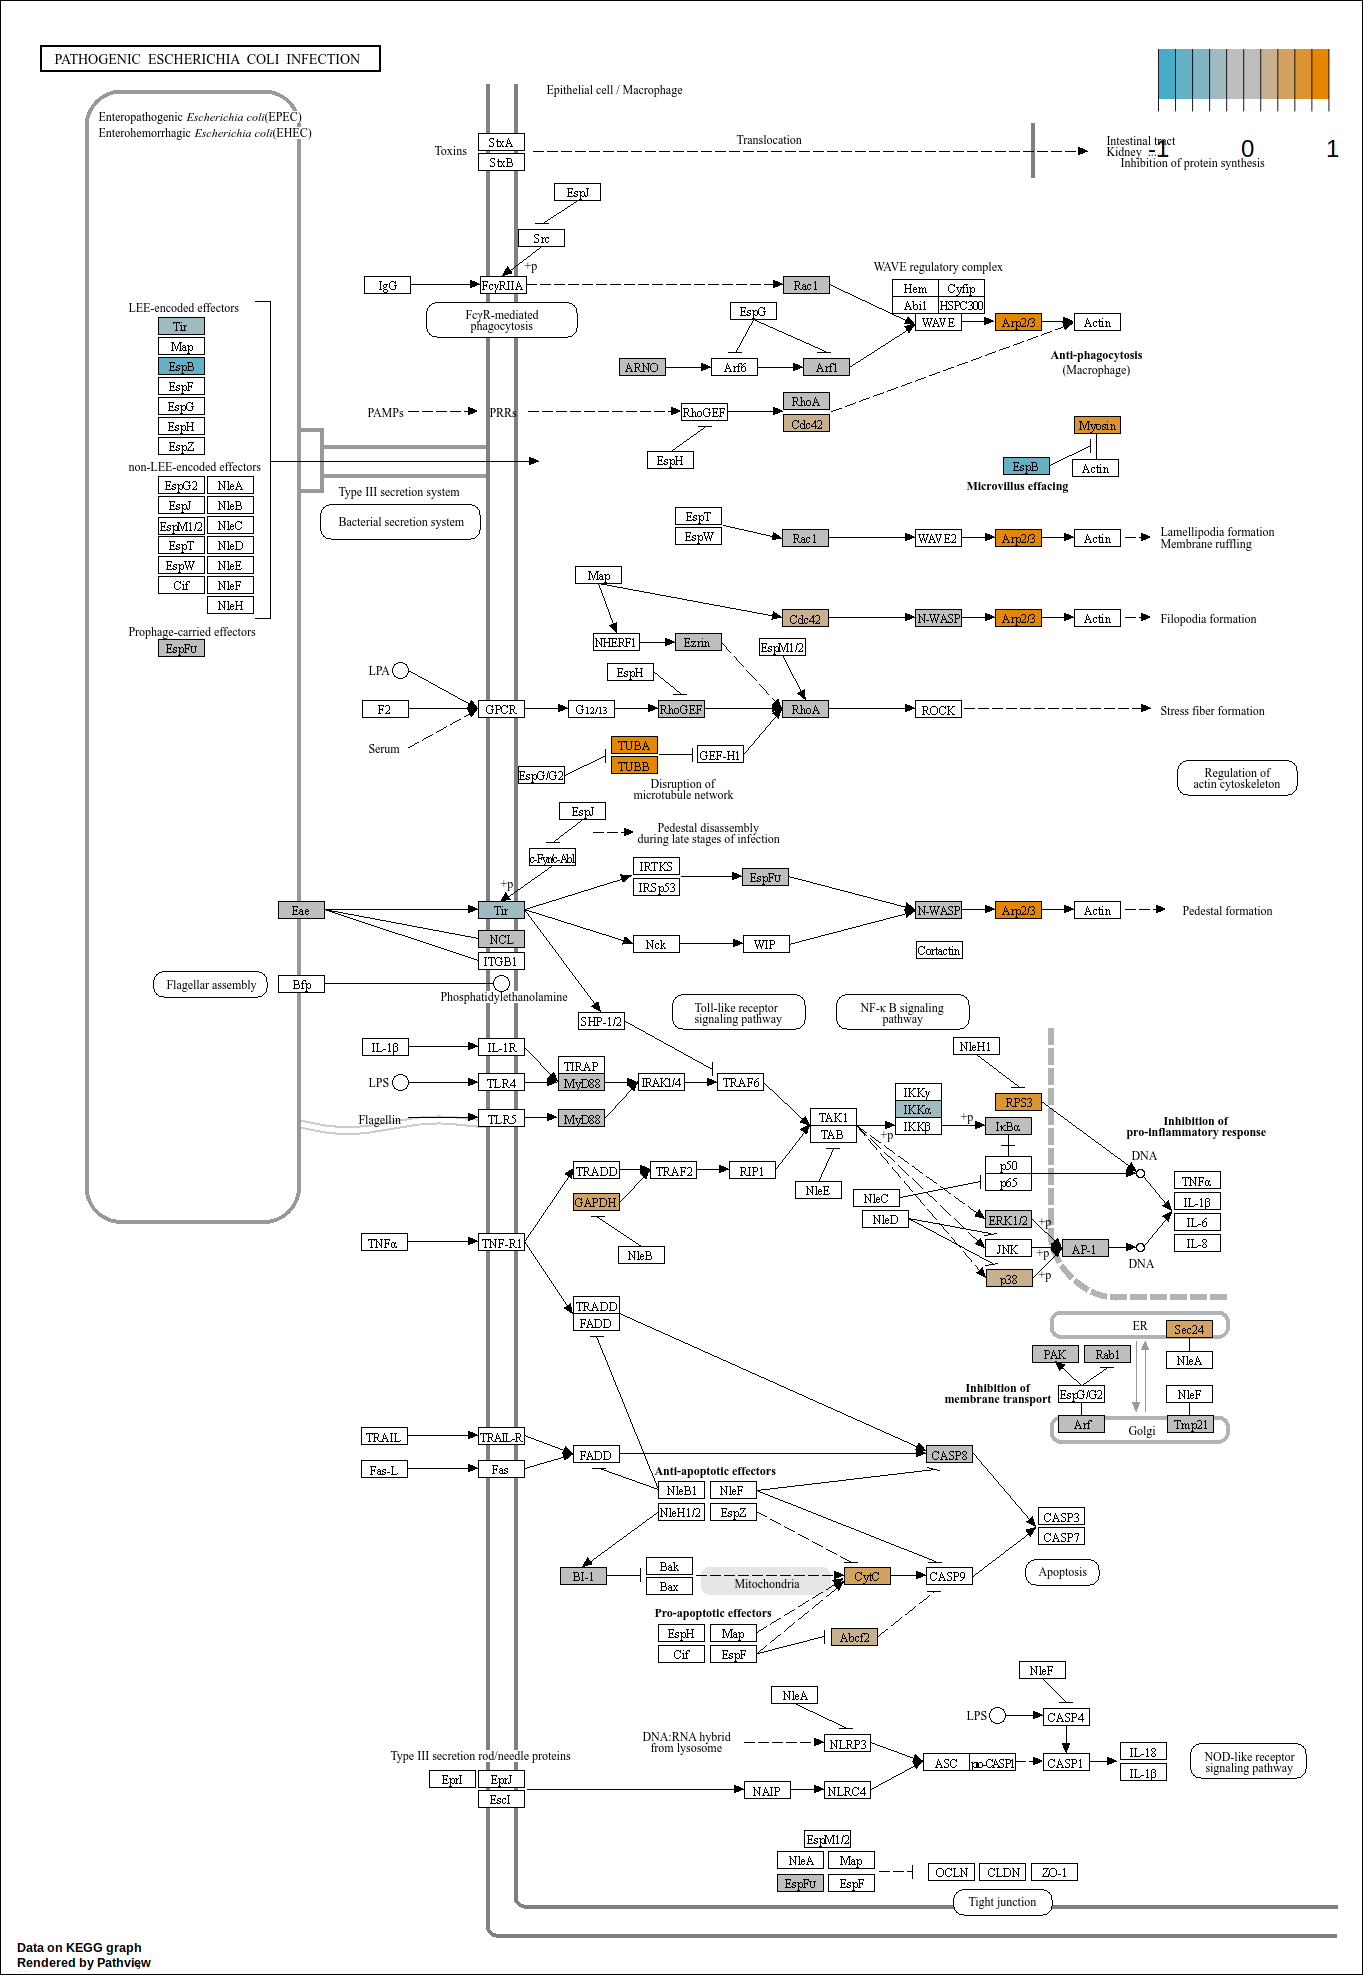 PATHOGENIC ESCHERICHIA COLI INFECTION
-1 0 1
Epithelial cell / Macrophage
Enteropathogenic Escherichia coli(EPEC)
Enterohemorrhagic Escherichia coli(EHEC)
Toxins
StxA
StxB
Translocation
Intestinal tract
Kidney ...
Inhibition of protein synthesis
EspJ
Src
+p
IgG
FcγRIIA
Rac1
FcγR-mediated
phagocytosis
WAVE regulatory complex
Hem Cyfip
Abi1 HSPC300
WAVE
Arp2/3
Actin
EspG
ARNO
Arf6
Arf1
Anti-phagocytosis
(Macrophage)
PAMPs
PRRs
RhoGEF
RhoA
Cdc42
EspH
Myosin
EspB
Actin
Microvillus effacing
LEE-encoded effectors
Tir
Map
EspB
EspF
EspG
EspH
EspZ
non-LEE-encoded effectors
EspG2 NleA
EspJ NleB
EspM1/2 NleC
EspT NleD
EspW NleE
Cif NleF
NleH
Prophage-carried effectors
EspFu
Type III secretion system
Bacterial secretion system
EspT
EspW
Rac1
WAVE2
Arp2/3
Actin
Lamellipodia formation
Membrane ruffling
Map
Cdc42
N-WASP
Arp2/3
Actin
Filopodia formation
NHERF1
Ezrin
EspM1/2
EspH
LPA
F2
Serum
GPCR
G12/13
RhoGEF
RhoA
ROCK
Stress fiber formation
EspG/G2
TUBA
TUBB
GEF-H1
Disruption of
microtubule network
Regulation of
actin cytoskeleton
EspJ
c-Fyn/c-Abl
Pedestal disassembly
during late stages of infection
+p
IRTKS
IRSp53
EspFu
Eae
Tir
NCL
ITGB1
N-WASP
Arp2/3
Actin
Pedestal formation
Nck
WIP
Cortactin
Flagellar assembly
Bfp
Phosphatidylethanolamine
SHP-1/2
Toll-like receptor
signaling pathway
NF-κ B signaling
pathway
IL-1β
IL-1R
LPS
TLR4
TIRAP
MyD88
IRAK1/4
TRAF6
Flagellin
TLR5
MyD88
TAK1
TAB
+p
NleE
IKKγ
IKKα
IKKβ
+p
IκBα
NleH1
RPS3
p50
p65
NleC
NleD
ERK1/2
+p
JNK
+p
p38
+p
AP-1
DNA
DNA
Inhibition of
pro-inflammatory response
TNFα
IL-1β
IL-6
IL-8
TRADD
TRAF2
RIP1
GAPDH
NleB
TNFα
TNF-R1
TRADD
FADD
ER
Sec24
PAK
Rab1
NleA
Inhibition of
membrane transport
EspG/G2
NleF
Arf
Golgi
Tmp21
TRAIL
TRAIL-R
Fas-L
Fas
FADD
CASP8
Anti-apoptotic effectors
NleB1 NleF
NleH1/2 EspZ
CASP3
CASP7
BI-1
Bak
Bax
Mitochondria
CytC
CASP9
Apoptosis
Pro-apoptotic effectors
EspH Map
Cif EspF
Abcf2
NleF
NleA
LPS
CASP4
DNA:RNA hybrid
from lysosome
NLRP3
ASC pro-CASP1
CASP1
IL-18
IL-1β
NOD-like receptor
signaling pathway
Type III secretion rod/needle proteins
EprI EprJ
EscI
NAIP
NLRC4
EspM1/2
NleA Map
EspFu EspF
OCLN CLDN ZO-1
Tight junction
Data on KEGG graph
Rendered by Pathview